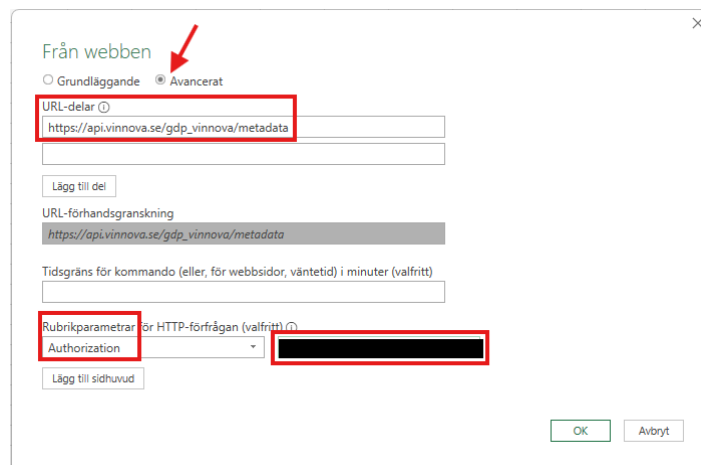 Från webben
Grundläggande Avancerat
URL-delar
https://api.vinnova.se/gdp_vinnova/metadata
Lägg till del
URL-förhandsgranskning
https://api.vinnova.se/gdp_vinnova/metadata
Tidsgräns för kommando (eller, för webbsidor, väntetid) i minuter (valfritt)
Rubrikparametrar för HTTP-förfrågan (valfritt)
Authorization
Lägg till sidhuvud
OK Avbryt